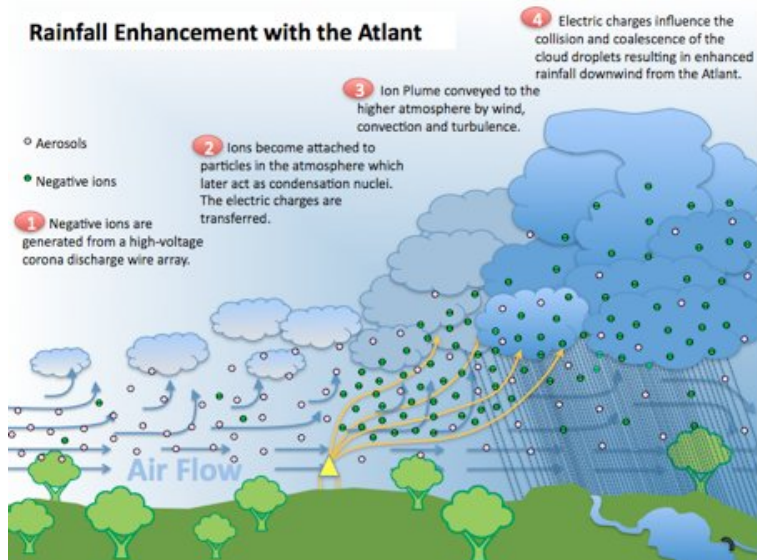 Rainfall Enhancement with the Atlant
4 Electric charges influence the
collision and coalescence of the
cloud droplets resulting in enhanced
rainfall downwind from the Atlant.
3 Ion Plume conveyed to the
higher atmosphere by wind,
convection and turbulence.
Aerosols
Negative ions
2 Ions become attached to
particles in the atmosphere which
later act as condensation nuclei.
The electric charges are
transferred.
1 Negative ions are
generated from a high-voltage
corona discharge wire array.
Air Flow